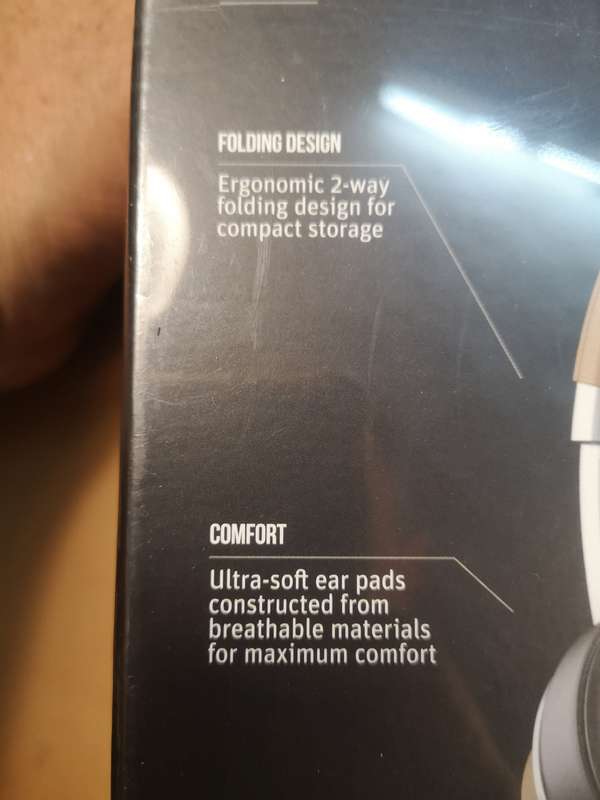 FOLDING DESIGN
Ergonomic 2-way
folding design for
compact storage
COMFORT
Ultra-soft ear pads
constructed from
breathable materials
for maximum comfort